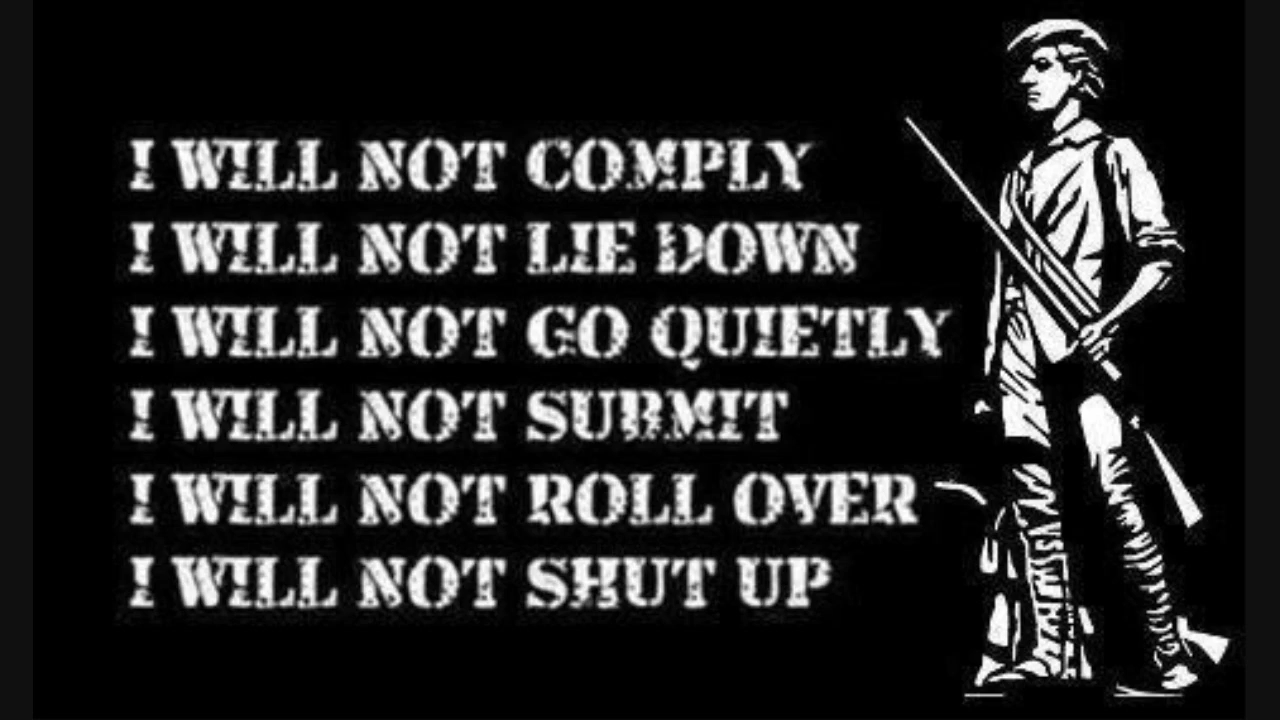 I WILL NOT COMPLY
I WILL NOT LIE DOWN
I WILL NOT GO QUIETLY
I WILL NOT SUBMIT
I WILL NOT ROLL OVER
I WILL NOT SHUT UP